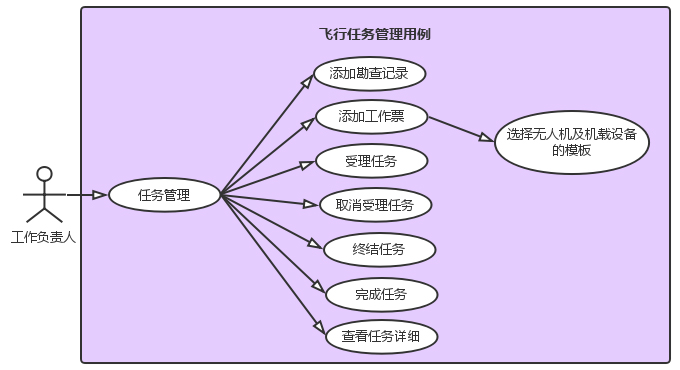 飞行任务管理用例
添加勘查记录
添加工作票
选择无人机及机载设备
的模板
受理任务
任务管理
取消受理任务
工作负责人
终结任务
完成任务
查看任务详细